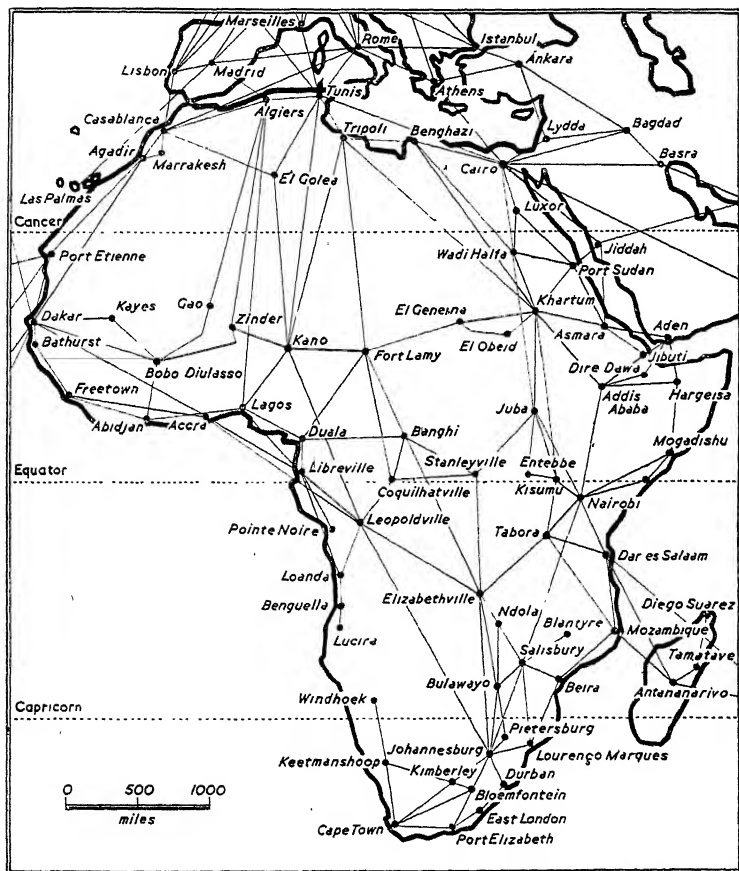 Marseilles
Rome
Istanbul
Lisbon
Madrid
Ankara
Tunis
Athens
Algiers
Casablanca
Tripoli
Benghazi
Lydda
Bagdad
Agadir
Marrakesh
Cairo
Basra
El Golea
Las Palmas
Luxor
Cancer
Jiddah
Port Etienne
Wadi Halfa
Port Sudan
Kayes
Gao
Zinder
El Geneina
Khartum
Dakar
Asmara
Aden
Bathurst
Kano
El Obeid
Jibuti
Bobo Diulasso
Fort Lamy
Dire Dawa
Freetown
Addis
Ababa
Hargeisa
Lagos
Juba
Abidjan
Accra
Duala
Banghi
Mogadishu
Libreville
Stanleyville
Entebbe
Equator
Coquilhatville
Kisumu
Nairobi
Leopoldville
Pointe Noire
Tabora
Dar es Salaam
Loanda
Elizabethville
Benguella
Ndola
Diego Suarez
Blantyre
Mozambique
Lucira
Salisbury
Tamatave
Bulawayo
Beira
Windhoek
Antananarivo
Capricorn
Pietersburg
Johannesburg
Lourenço Marques
Keetmanshoop
Kimberley
Durban
0 500 1000
miles
Bloemfontein
East London
Cape Town
Port Elizabeth